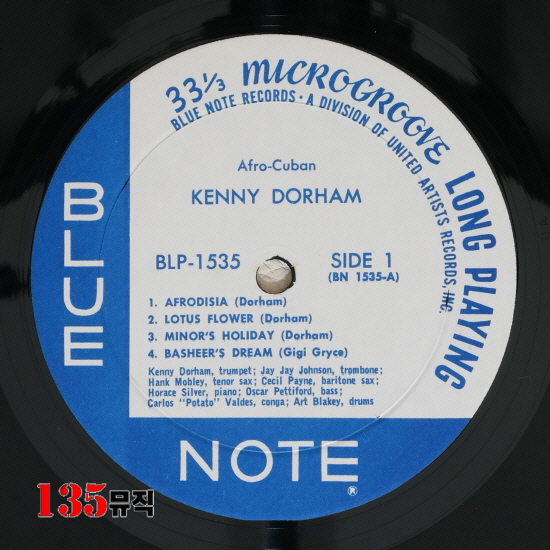 33⅓ MICROGROOVE LONG PLAYING
BLUE NOTE RECORDS · A DIVISION OF UNITED ARTISTS RECORDS, INC.
Afro-Cuban
KENNY DORHAM
BLP-1535 SIDE 1
(BN 1535-A)
1. AFRODISIA (Dorham)
2. LOTUS FLOWER (Dorham)
3. MINOR'S HOLIDAY (Dorham)
4. BASHEER'S DREAM (Gigi Gryce)
Kenny Dorham, trumpet; Jay Jay Johnson, trombone;
Hank Mobley, tenor sax; Cecil Payne, baritone sax;
Horace Silver, piano; Oscar Pettiford, bass;
Carlos "Potato" Valdes, conga; Art Blakey, drums
BLUE
NOTE®
135뮤직